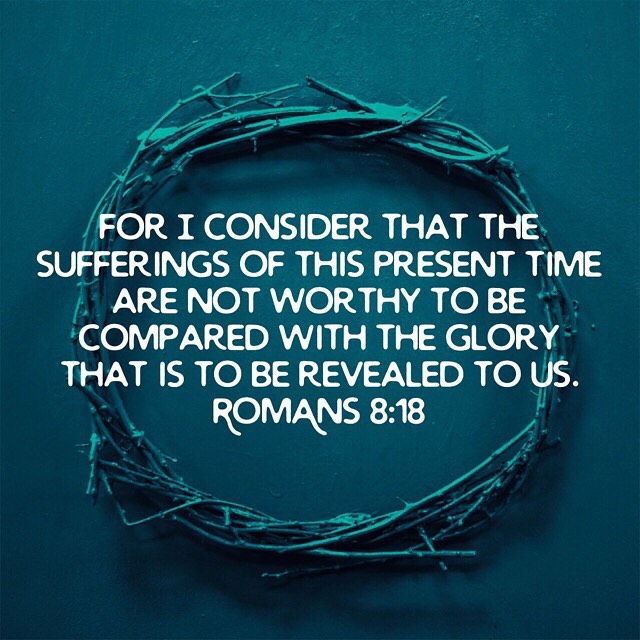 FOR I CONSIDER THAT THE
SUFFERINGS OF THIS PRESENT TIME
ARE NOT WORTHY TO BE
COMPARED WITH THE GLORY
THAT IS TO BE REVEALED TO US.
ROMANS 8:18